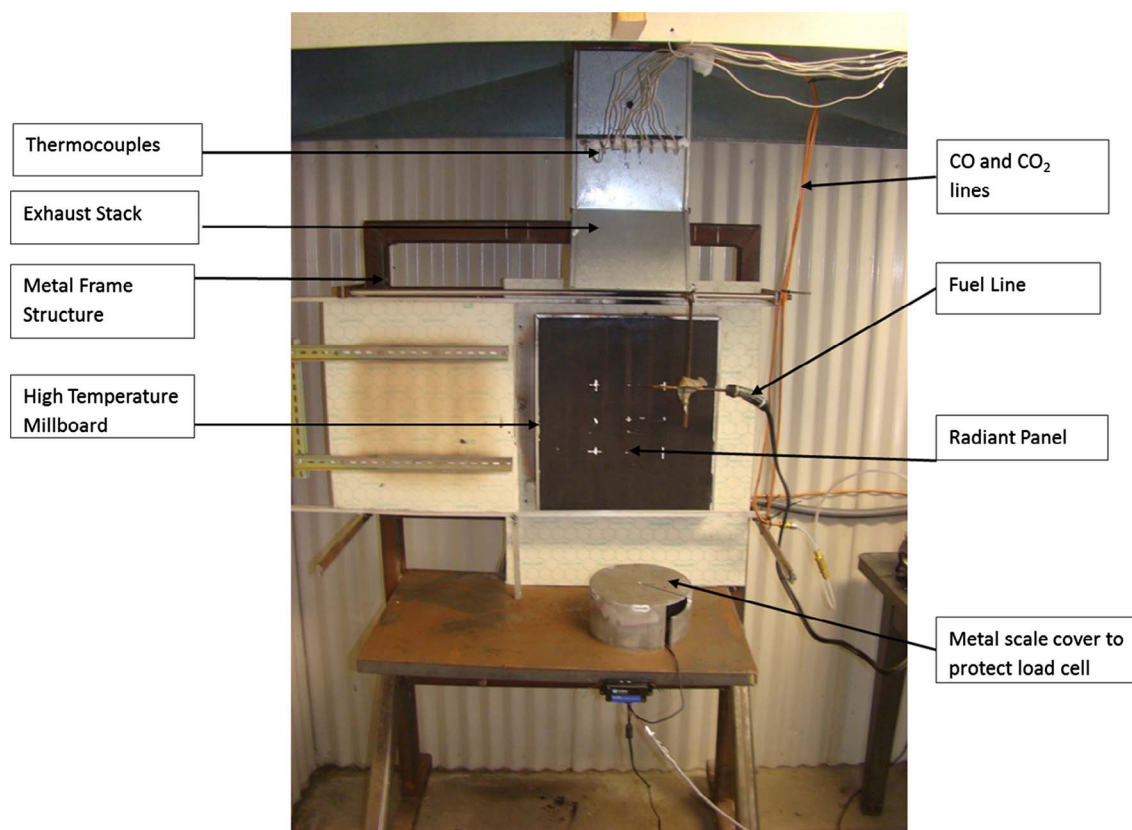 Thermocouples
Exhaust Stack
Metal Frame
Structure
High Temperature
Millboard
CO and CO₂
lines
Fuel Line
Radiant Panel
Metal scale cover to
protect load cell